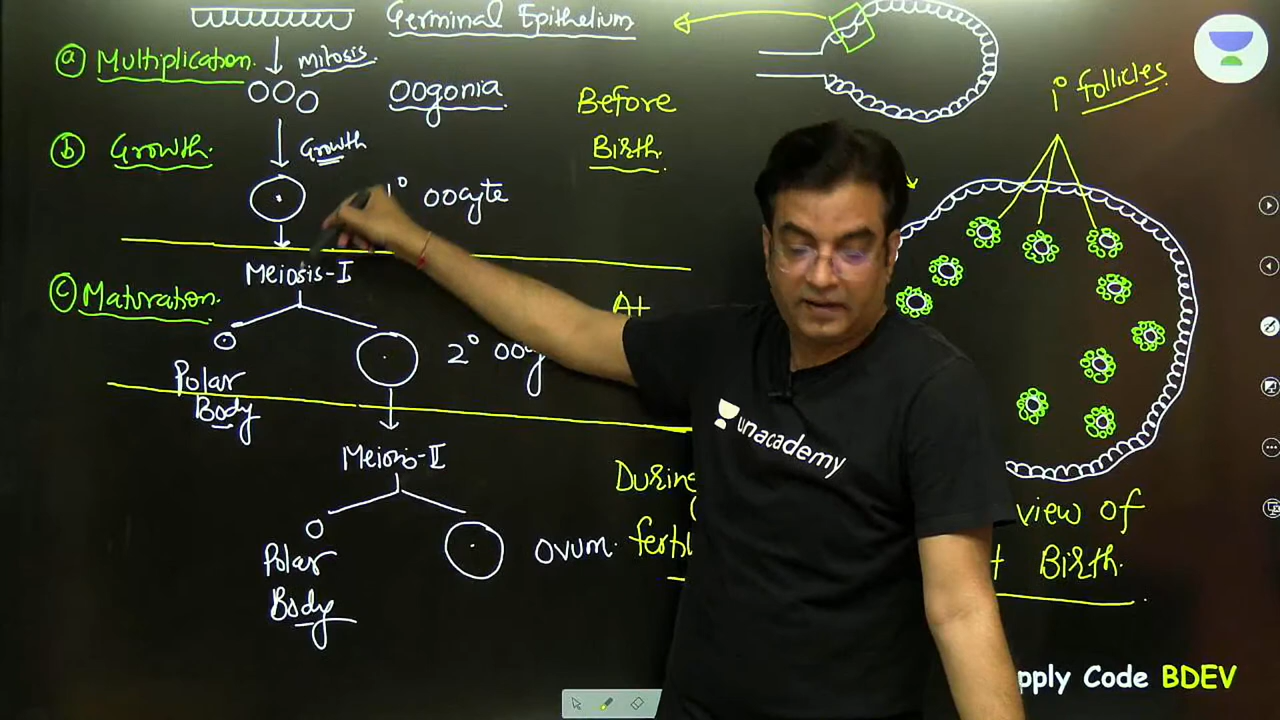 Germinal Epithelium
a Multiplication
mitosis
Oogonia
Before
Birth
b Growth
Growth
1° oocyte
Meiosis-I
c Maturation
At
Polar
Body
2°
Meiosis-II
During
Polar
Body
Ovum
1° follicles
view of
Birth.
unacademy
pply Code BDEV